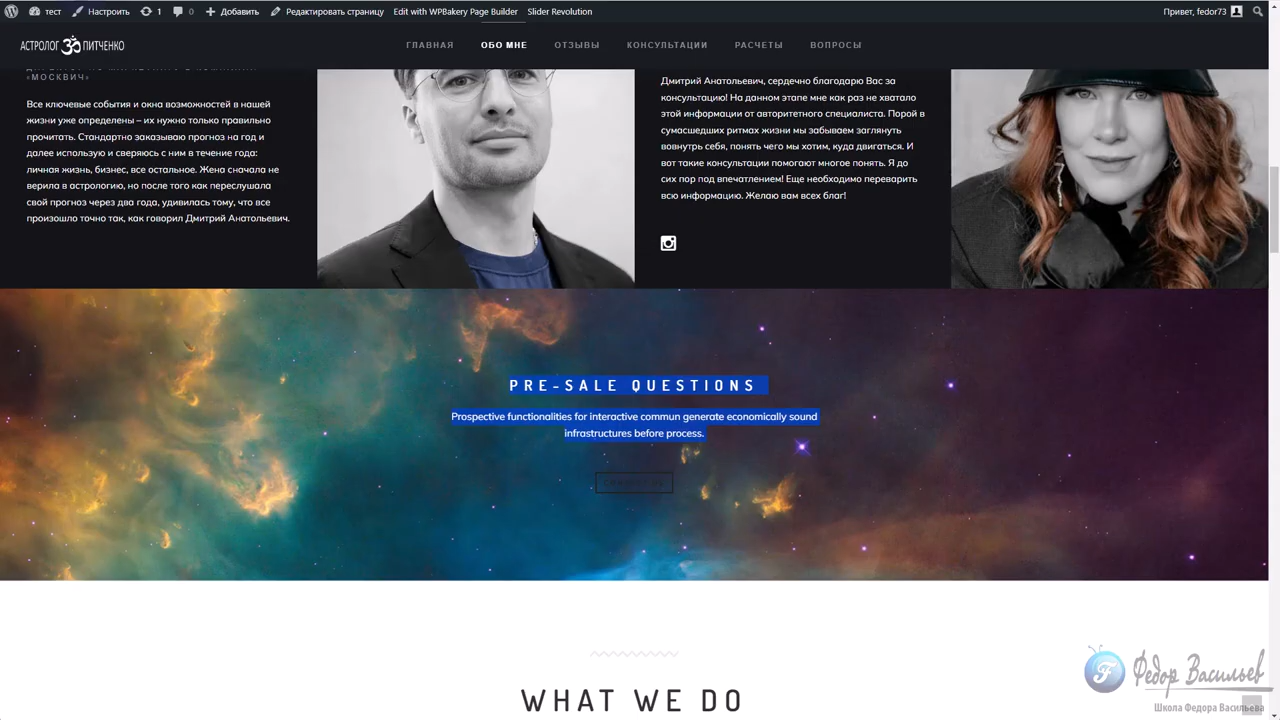 тест
Настроить
1
0
Добавить
Редактировать страницу
Edit with WPBakery Page Builder
Slider Revolution
Привет, fedor73
АСТРОЛОГ ПИТЧЕНКО
ГЛАВНАЯ
ОБО МНЕ
ОТЗЫВЫ
КОНСУЛЬТАЦИИ
РАСЧЕТЫ
ВОПРОСЫ
«МОСКВИЧ»
Все ключевые события и окна возможностей в нашей
жизни уже определены – их нужно только правильно
прочитать. Стандартно заказываю прогноз на год и
далее использую и сверяюсь с ним в течение года:
личная жизнь, бизнес, все остальное. Жена сначала не
верила в астрологию, но после того как переслушала
свой прогноз через два года, удивилась тому, что все
произошло точно так, как говорил Дмитрий Анатольевич.
Дмитрий Анатольевич, сердечно благодарю Вас за
консультацию! На данном этапе мне как раз не хватало
этой информации от авторитетного специалиста. Порой в
сумасшедших ритмах жизни мы забываем заглянуть
вовнутрь себя, понять чего мы хотим, куда двигаться. И
вот такие консультации помогают многое понять. Я до
сих пор под впечатлением! Еще необходимо переварить
всю информацию. Желаю вам всех благ!
PRE-SALE QUESTIONS
Prospective functionalities for interactive commun generate economically sound
infrastructures before process.
WHAT WE DO
Федор Васильев
Школа Федора Васильева